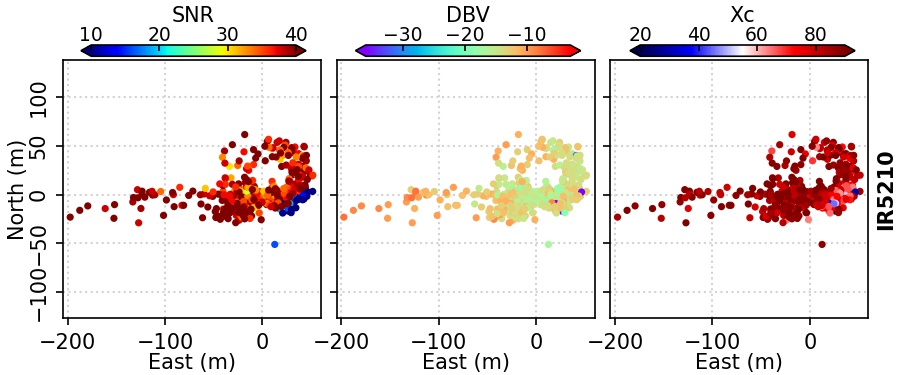 SNR DBV Xc
10 20 30 40 −30 −20 −10 20 40 60 80
100
50
0
−50
−100
North (m)
IR5210
−200 −100 0 −200 −100 0 −200 −100 0
East (m) East (m) East (m)